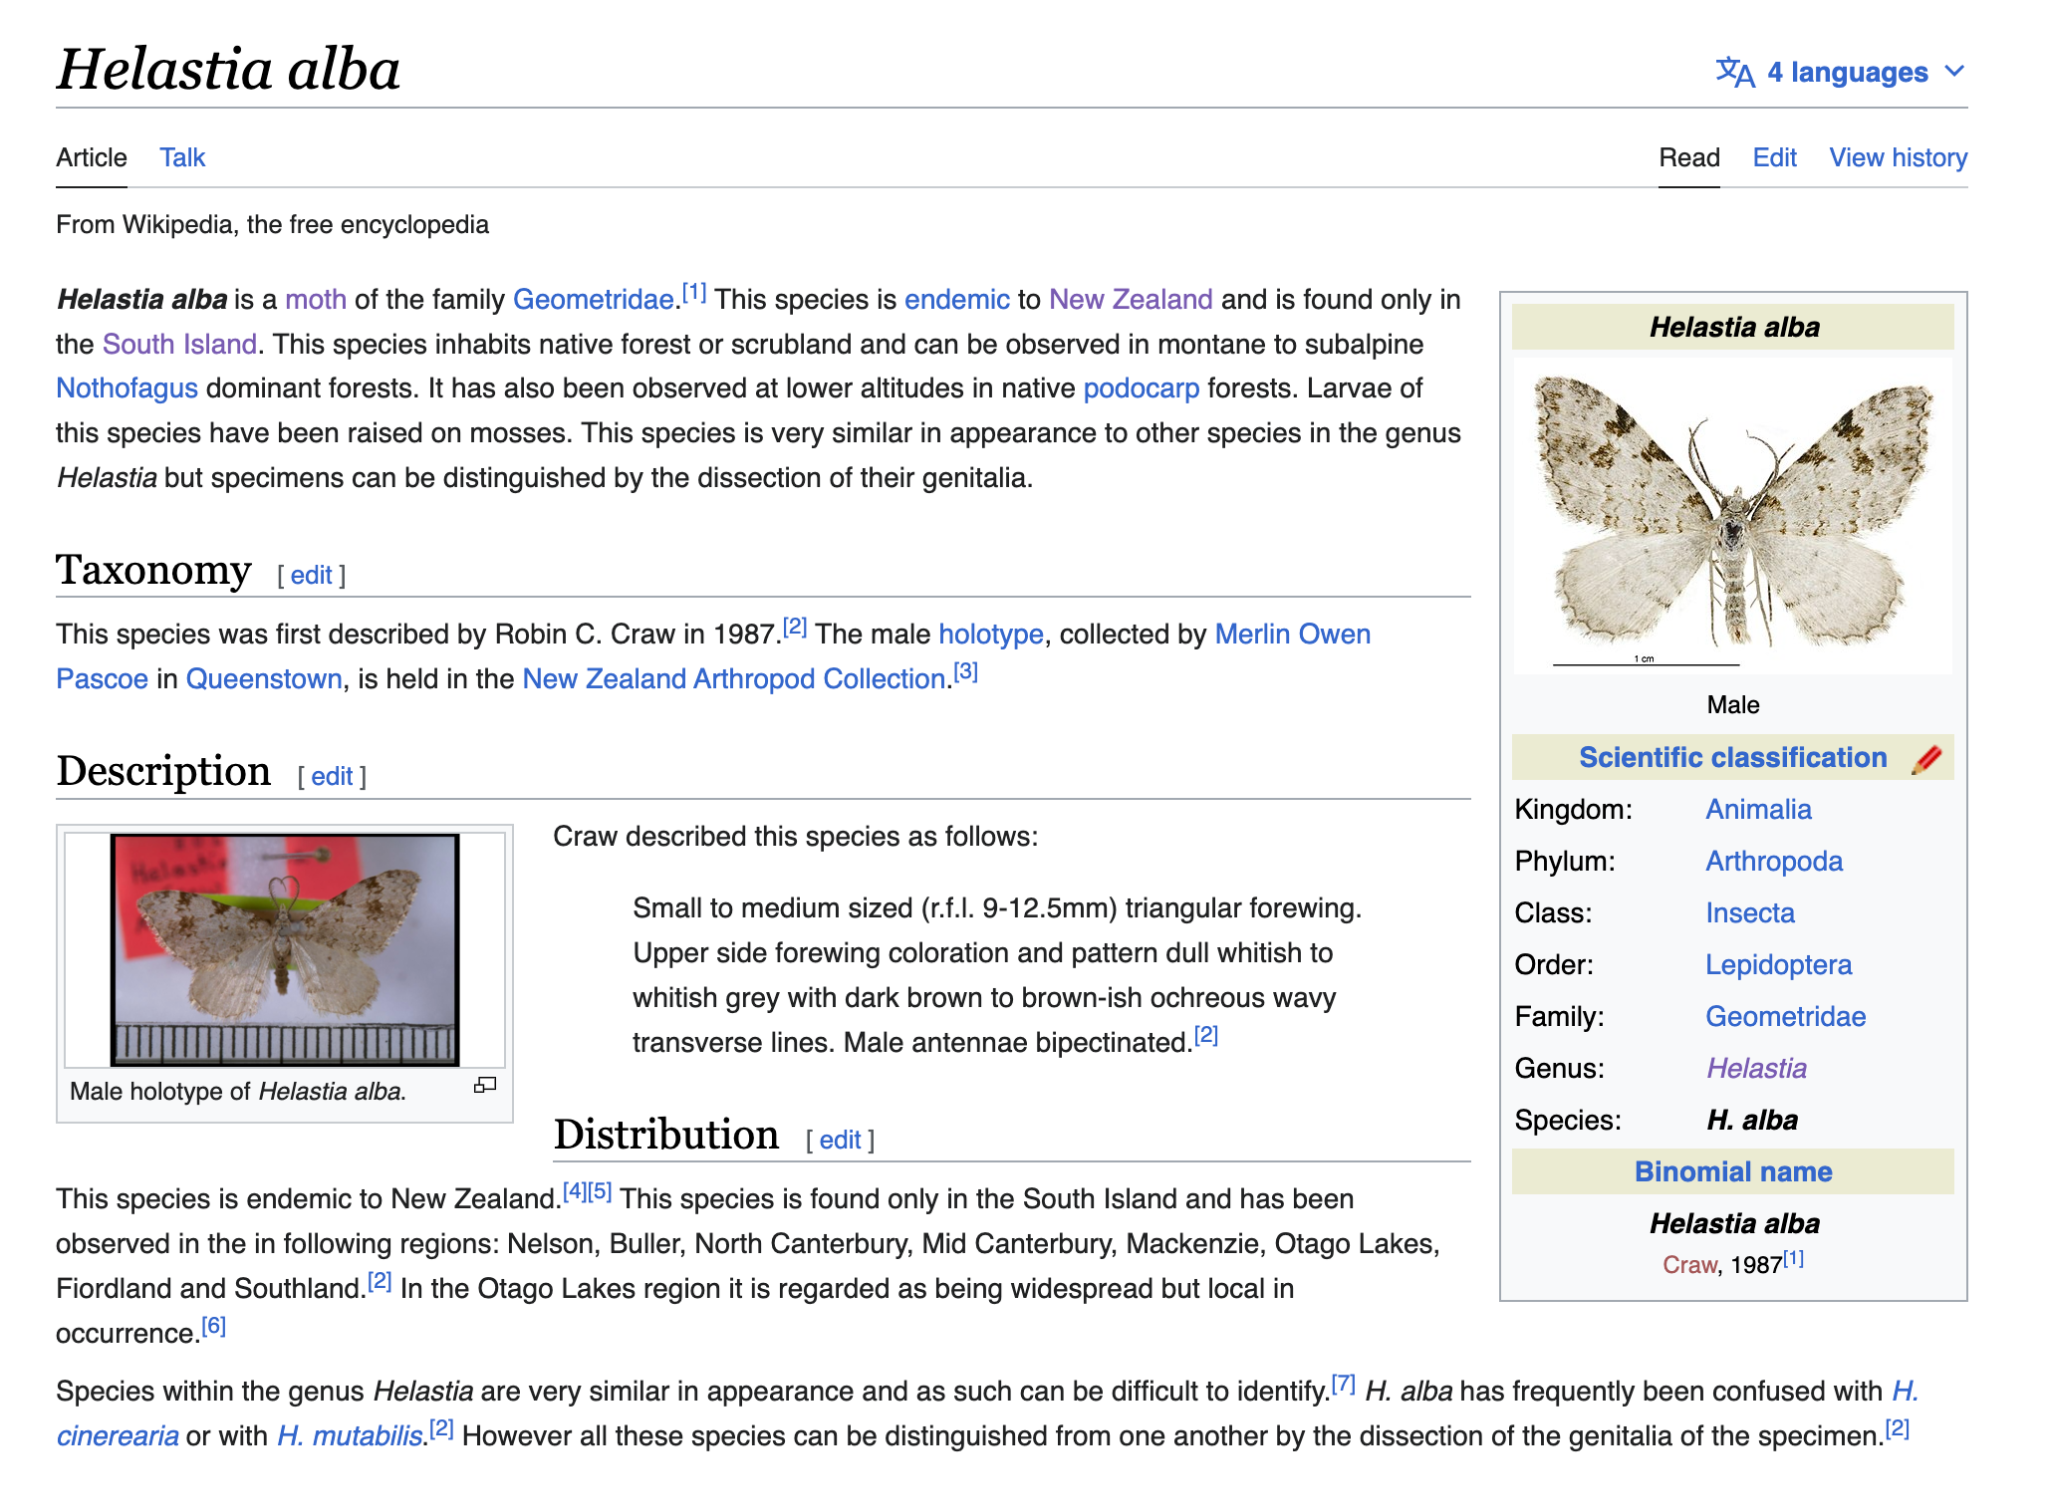 Helastia alba
4 languages
Article Talk
Read Edit View history
From Wikipedia, the free encyclopedia
Helastia alba is a moth of the family Geometridae.[1] This species is endemic to New Zealand and is found only in
the South Island. This species inhabits native forest or scrubland and can be observed in montane to subalpine
Nothofagus dominant forests. It has also been observed at lower altitudes in native podocarp forests. Larvae of
this species have been raised on mosses. This species is very similar in appearance to other species in the genus
Helastia but specimens can be distinguished by the dissection of their genitalia.
Taxonomy [ edit ]
This species was first described by Robin C. Craw in 1987.[2] The male holotype, collected by Merlin Owen
Pascoe in Queenstown, is held in the New Zealand Arthropod Collection.[3]
Description [ edit ]
Male holotype of Helastia alba.
Craw described this species as follows:
Small to medium sized (r.f.l. 9-12.5mm) triangular forewing.
Upper side forewing coloration and pattern dull whitish to
whitish grey with dark brown to brown-ish ochreous wavy
transverse lines. Male antennae bipectinated.[2]
Distribution [ edit ]
This species is endemic to New Zealand.[4][5] This species is found only in the South Island and has been
observed in the in following regions: Nelson, Buller, North Canterbury, Mid Canterbury, Mackenzie, Otago Lakes,
Fiordland and Southland.[2] In the Otago Lakes region it is regarded as being widespread but local in
occurrence.[6]
Species within the genus Helastia are very similar in appearance and as such can be difficult to identify.[7] H. alba has frequently been confused with H.
cinerearia or with H. mutabilis.[2] However all these species can be distinguished from one another by the dissection of the genitalia of the specimen.[2]
Helastia alba
1 cm
Male
Scientific classification
Kingdom: Animalia
Phylum: Arthropoda
Class: Insecta
Order: Lepidoptera
Family: Geometridae
Genus: Helastia
Species: H. alba
Binomial name
Helastia alba
Craw, 1987[1]